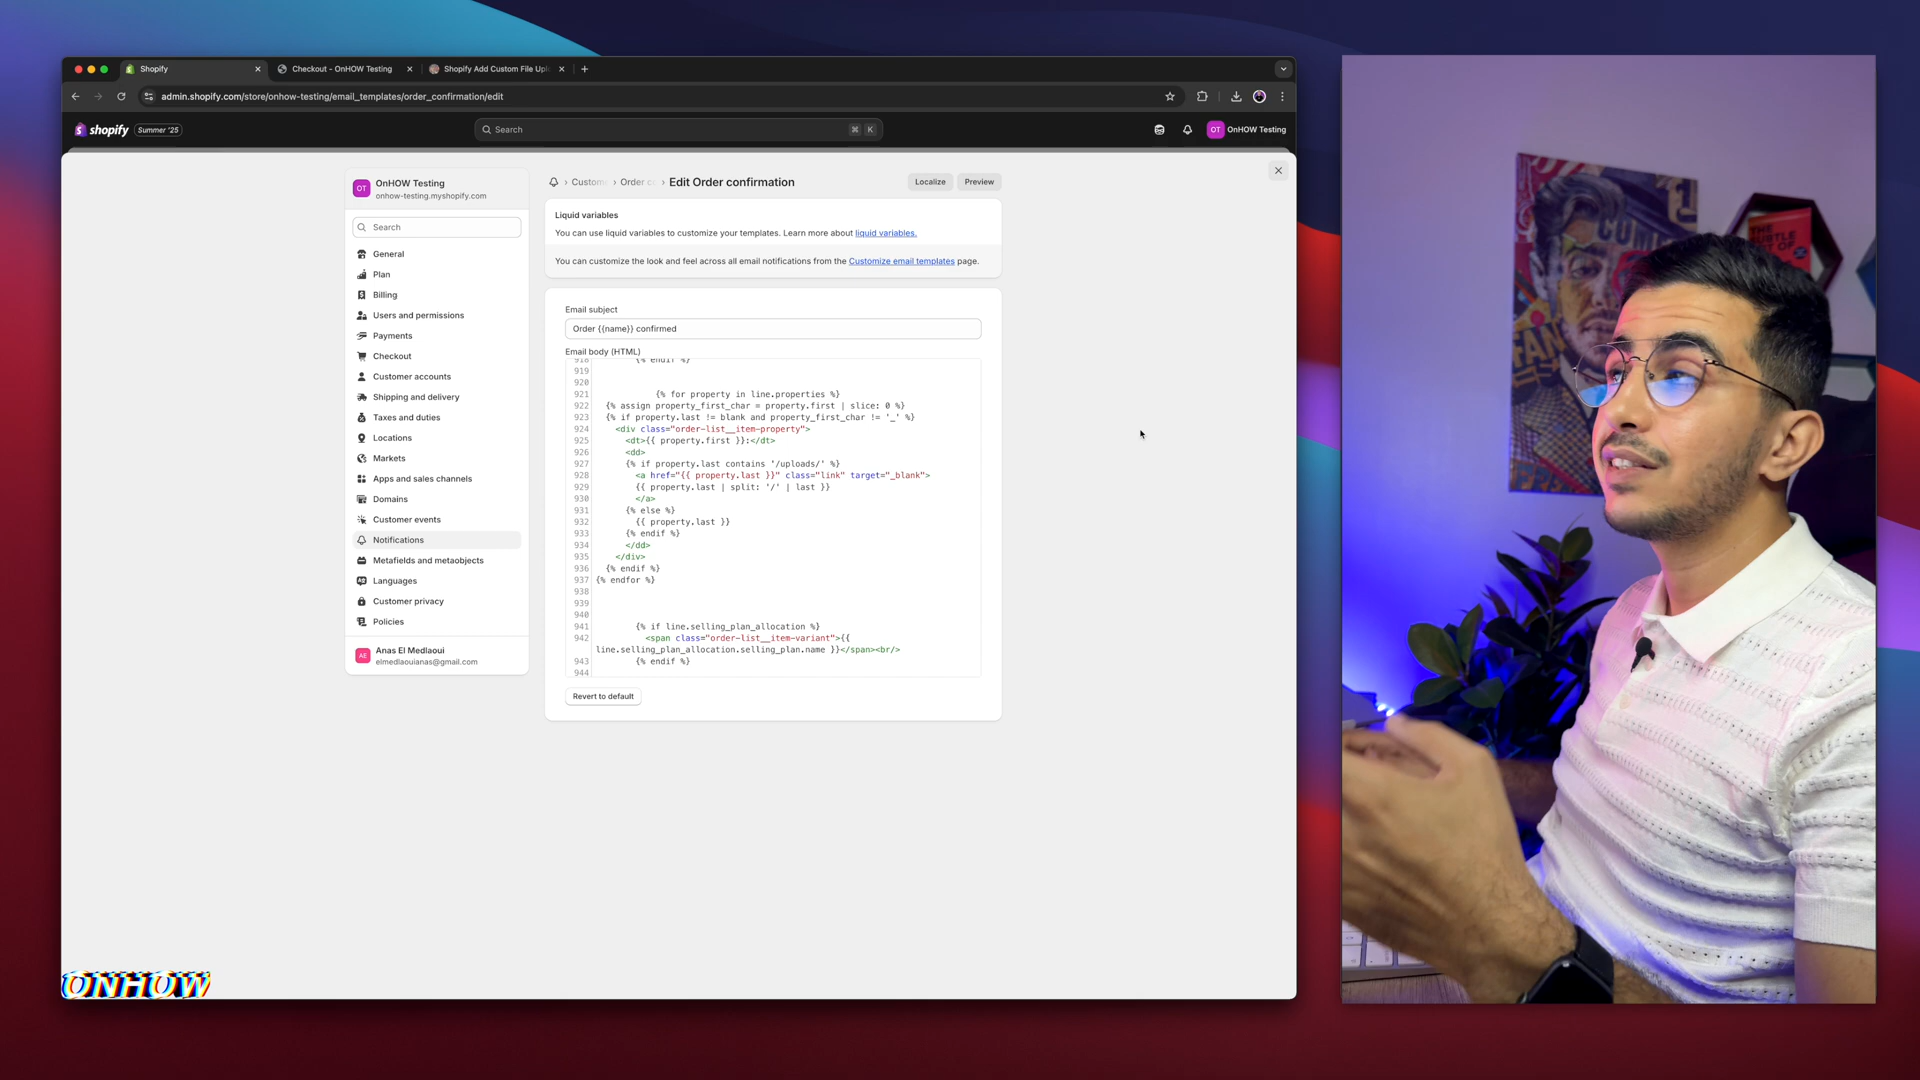 Shopify
Checkout - OnHOW Testing
Shopify Add Custom File Upl
admin.shopify.com/store/onhow-testing/email_templates/order_confirmation/edit
shopify
Summer '25
Search
⌘ K
OT
OnHOW Testing
OT
OnHOW Testing
onhow-testing.myshopify.com
Search
General
Plan
Billing
Users and permissions
Payments
Checkout
Customer accounts
Shipping and delivery
Taxes and duties
Locations
Markets
Apps and sales channels
Domains
Customer events
Notifications
Metafields and metaobjects
Languages
Customer privacy
Policies
AE
Anas El Medlaoui
elmedlaouianas@gmail.com
› Custom › Order c › Edit Order confirmation
Localize
Preview
Liquid variables
You can use liquid variables to customize your templates. Learn more about liquid variables.
You can customize the look and feel across all email notifications from the Customize email templates page.
Email subject
Order {{name}} confirmed
Email body (HTML)
918 {% endif %}
919
920
921 {% for property in line.properties %}
922 {% assign property_first_char = property.first | slice: 0 %}
923 {% if property.last != blank and property_first_char != '_' %}
924 <div class="order-list__item-property">
925 <dt>{{ property.first }}:</dt>
926 <dd>
927 {% if property.last contains '/uploads/' %}
928 <a href="{{ property.last }}" class="link" target="_blank">
929 {{ property.last | split: '/' | last }}
930 </a>
931 {% else %}
932 {{ property.last }}
933 {% endif %}
934 </dd>
935 </div>
936 {% endif %}
937 {% endfor %}
938
939
940
941 {% if line.selling_plan_allocation %}
942 <span class="order-list__item-variant">{{
line.selling_plan_allocation.selling_plan.name }}</span><br/>
943 {% endif %}
944
Revert to default
ONHOW
THE
SUBTLE